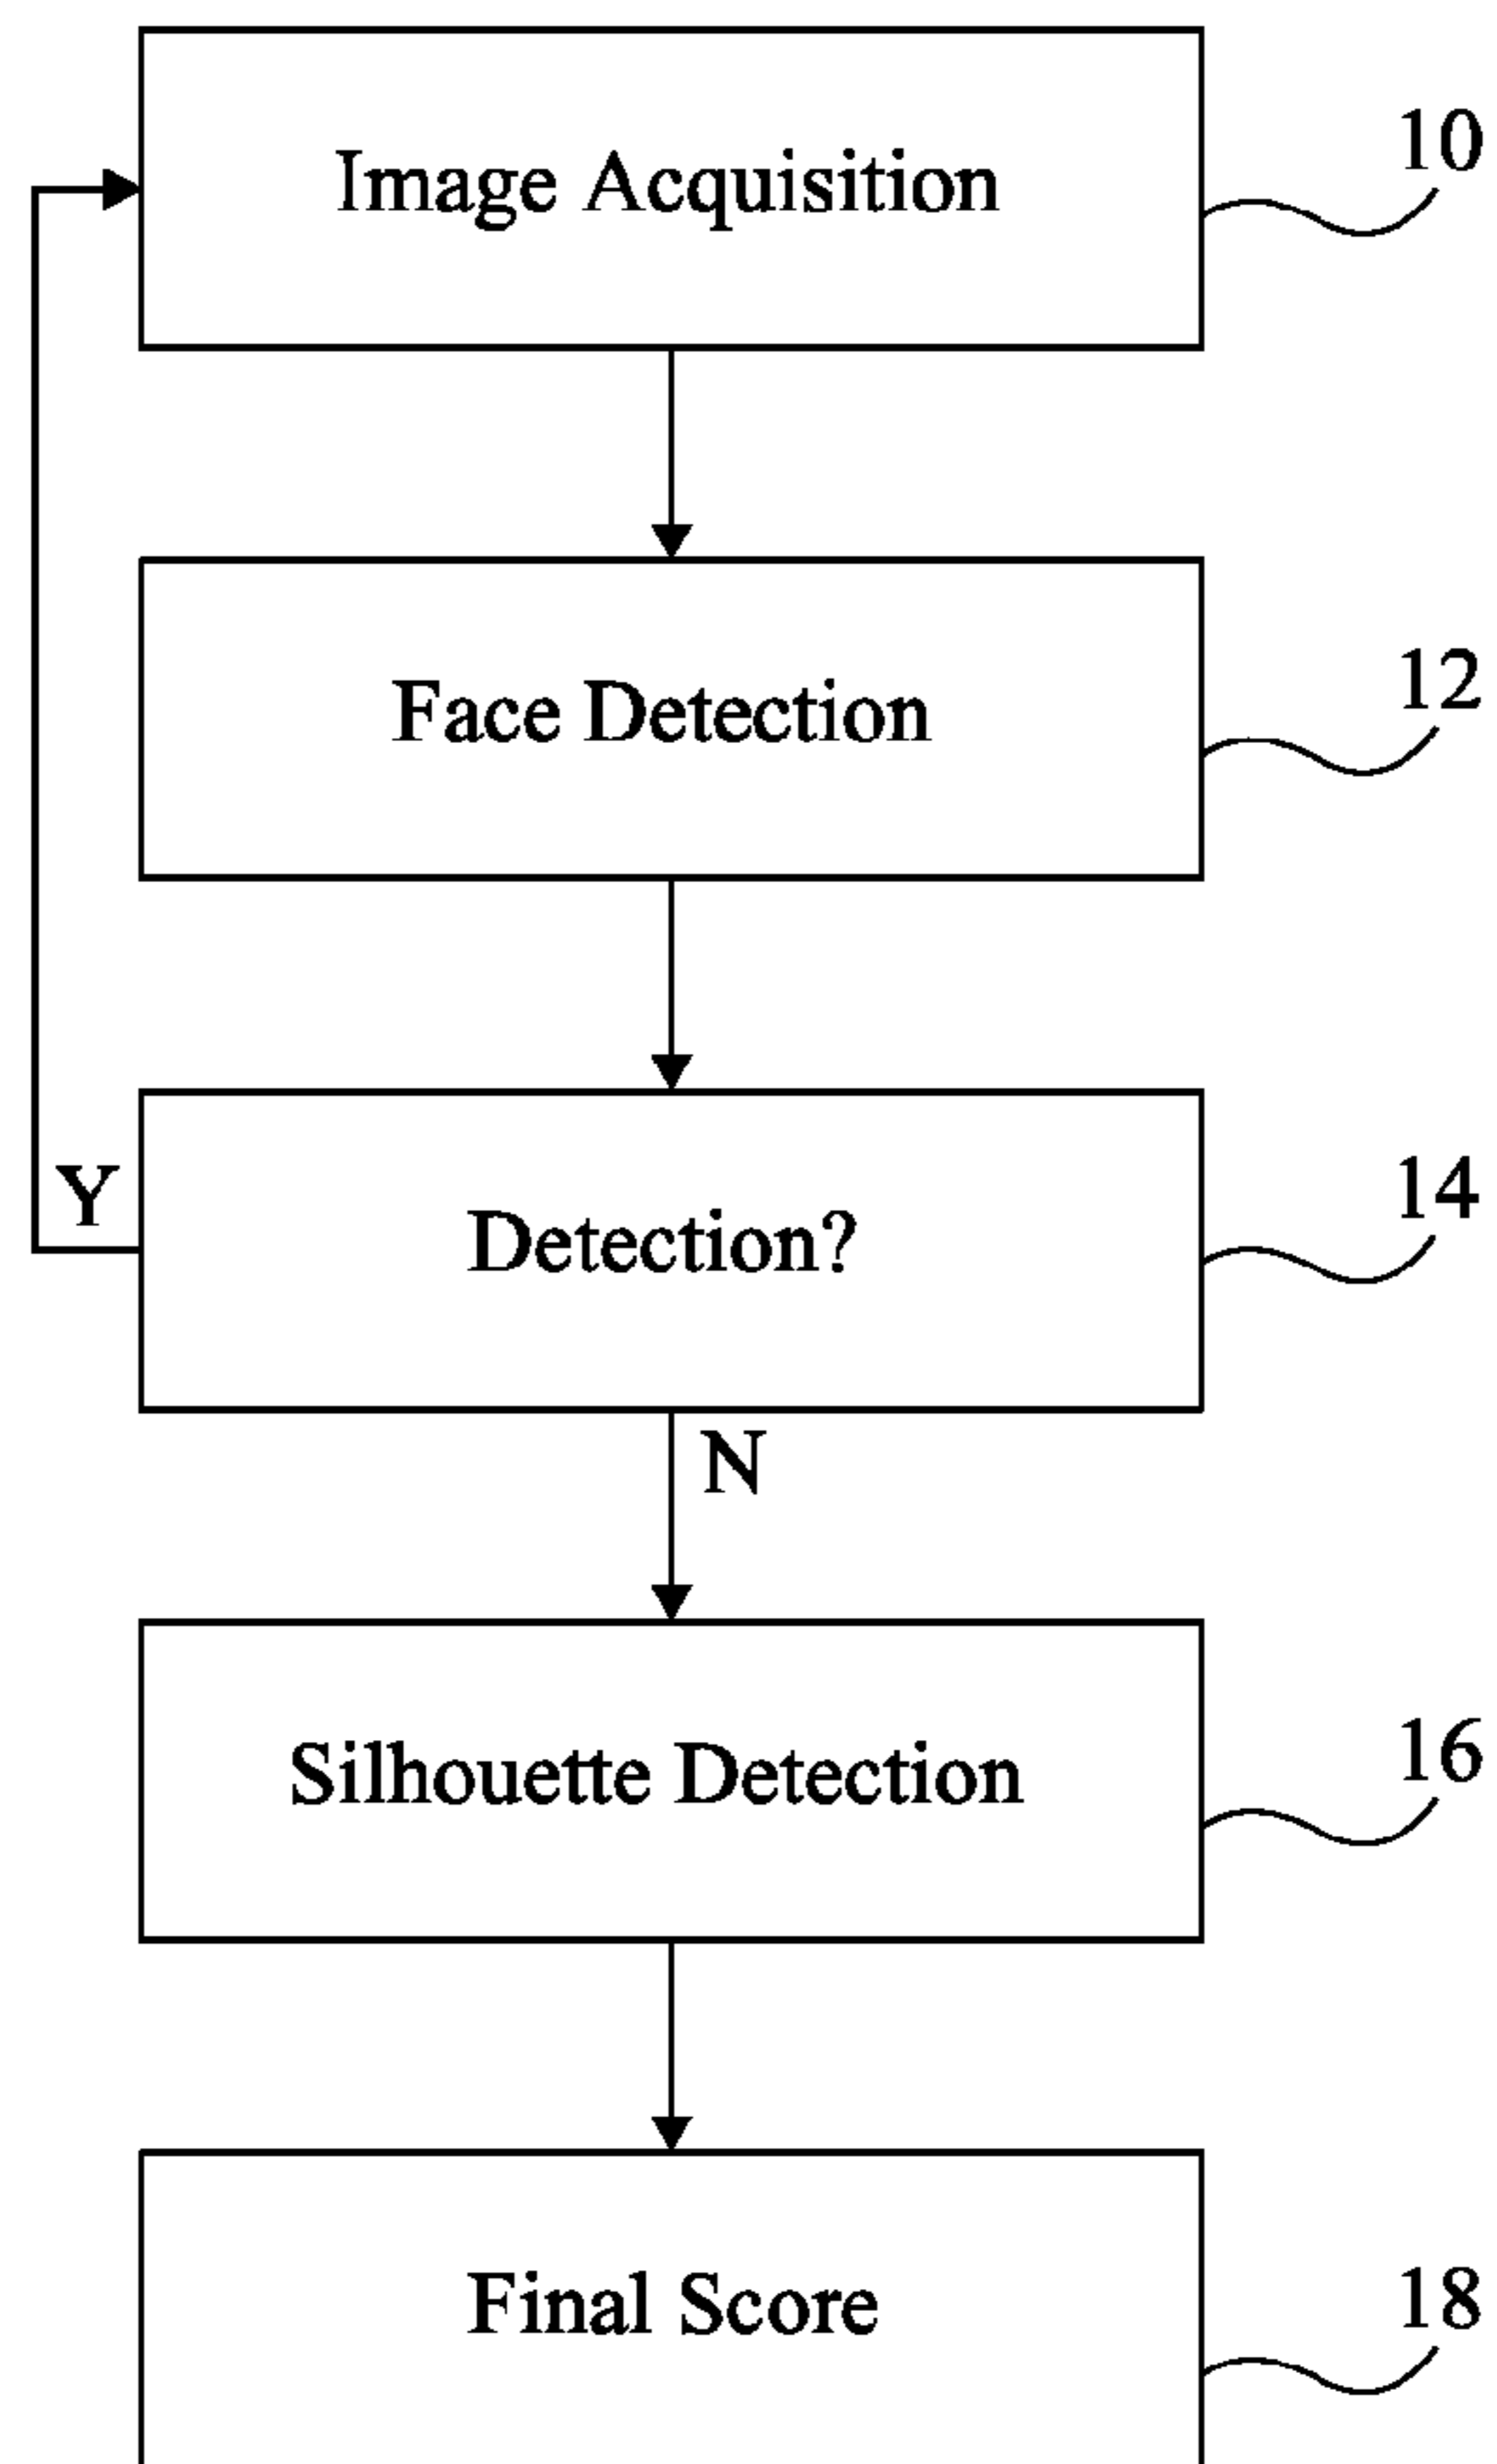 Image Acquisition
10
Face Detection
12
Detection?
14
Y
N
Silhouette Detection
16
Final Score
18